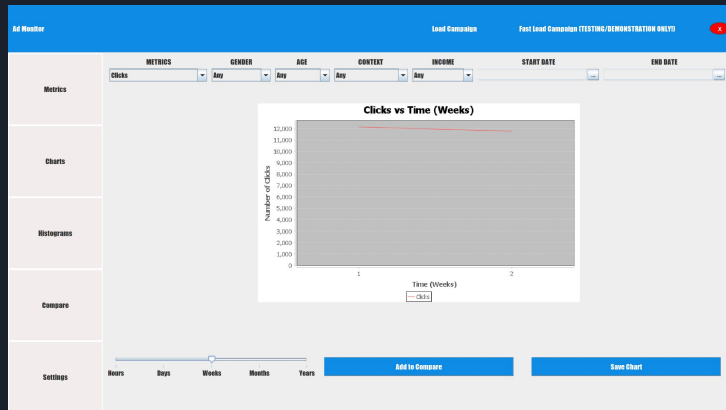 Ad Monitor
Load Campaign
Fast Load Campaign (TESTING/DEMONSTRATION ONLY!)
X
Metrics
Charts
Histograms
Compare
Settings
METRICS GENDER AGE CONTEXT INCOME START DATE END DATE
Clicks Any Any Any Any ... ...
Clicks vs Time (Weeks)
Number of Clicks
12,000
11,000
10,000
9,000
8,000
7,000
6,000
5,000
4,000
3,000
2,000
1,000
0
1 2
Time (Weeks)
Clicks
Hours Days Weeks Months Years
Add to Compare
Save Chart